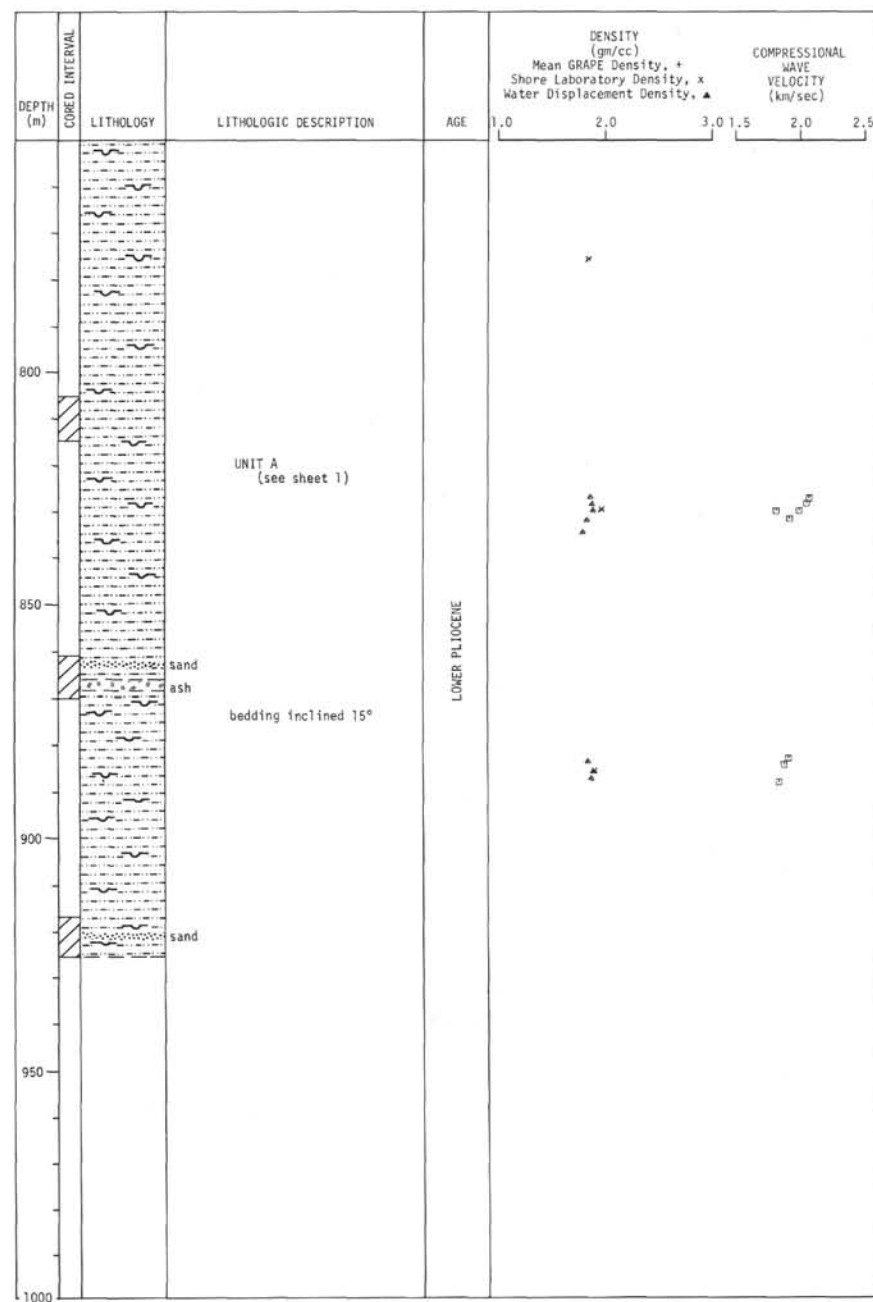 DEPTH
(m)
CORED INTERVAL
LITHOLOGY
LITHOLOGIC DESCRIPTION
AGE
DENSITY
(gm/cc)
Mean GRAPE Density, +
Shore Laboratory Density, x
Water Displacement Density, ▲
1.0 2.0 3.0
COMPRESSIONAL
WAVE
VELOCITY
(km/sec)
1.5 2.0 2.5
800
UNIT A
(see sheet 1)
850
LOWER PLIOCENE
sand
ash
bedding inclined 15°
900
sand
950
1000